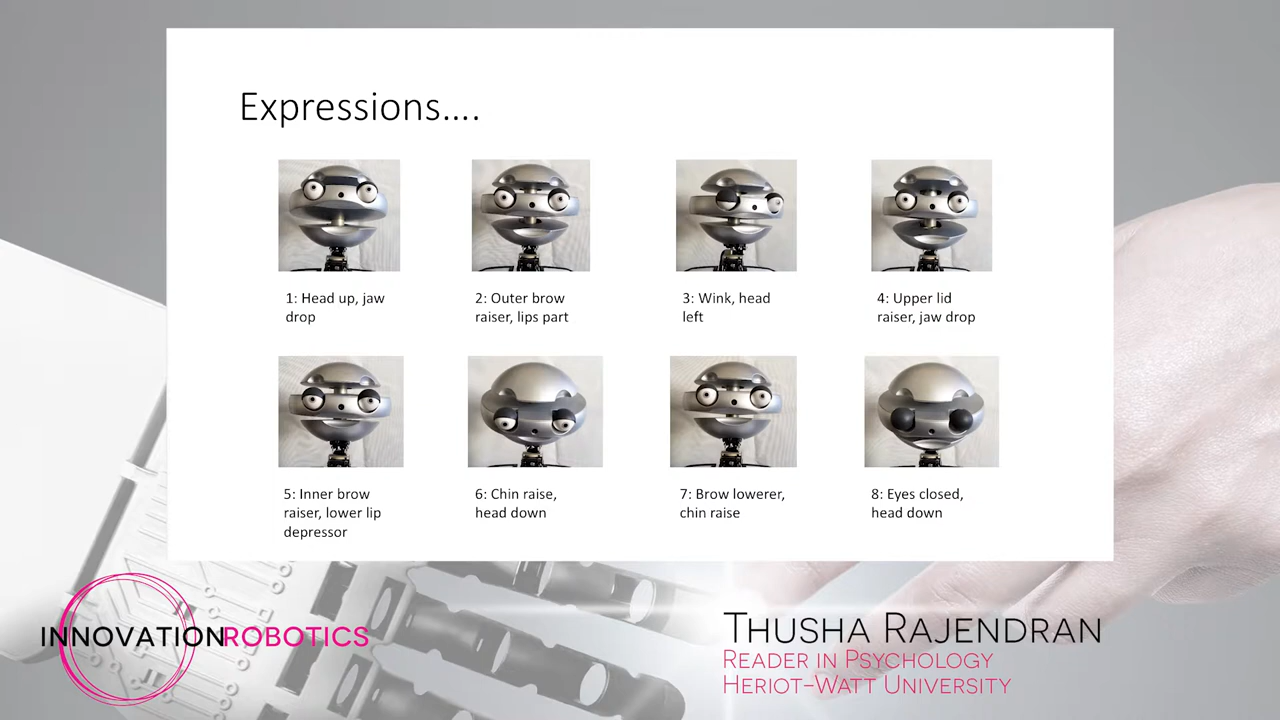 Expressions....
1: Head up, jaw
drop
2: Outer brow
raiser, lips part
3: Wink, head
left
4: Upper lid
raiser, jaw drop
5: Inner brow
raiser, lower lip
depressor
6: Chin raise,
head down
7: Brow lowerer,
chin raise
8: Eyes closed,
head down
INNOVATIONROBOTICS
THUSHA RAJENDRAN
READER IN PSYCHOLOGY
HERIOT-WATT UNIVERSITY